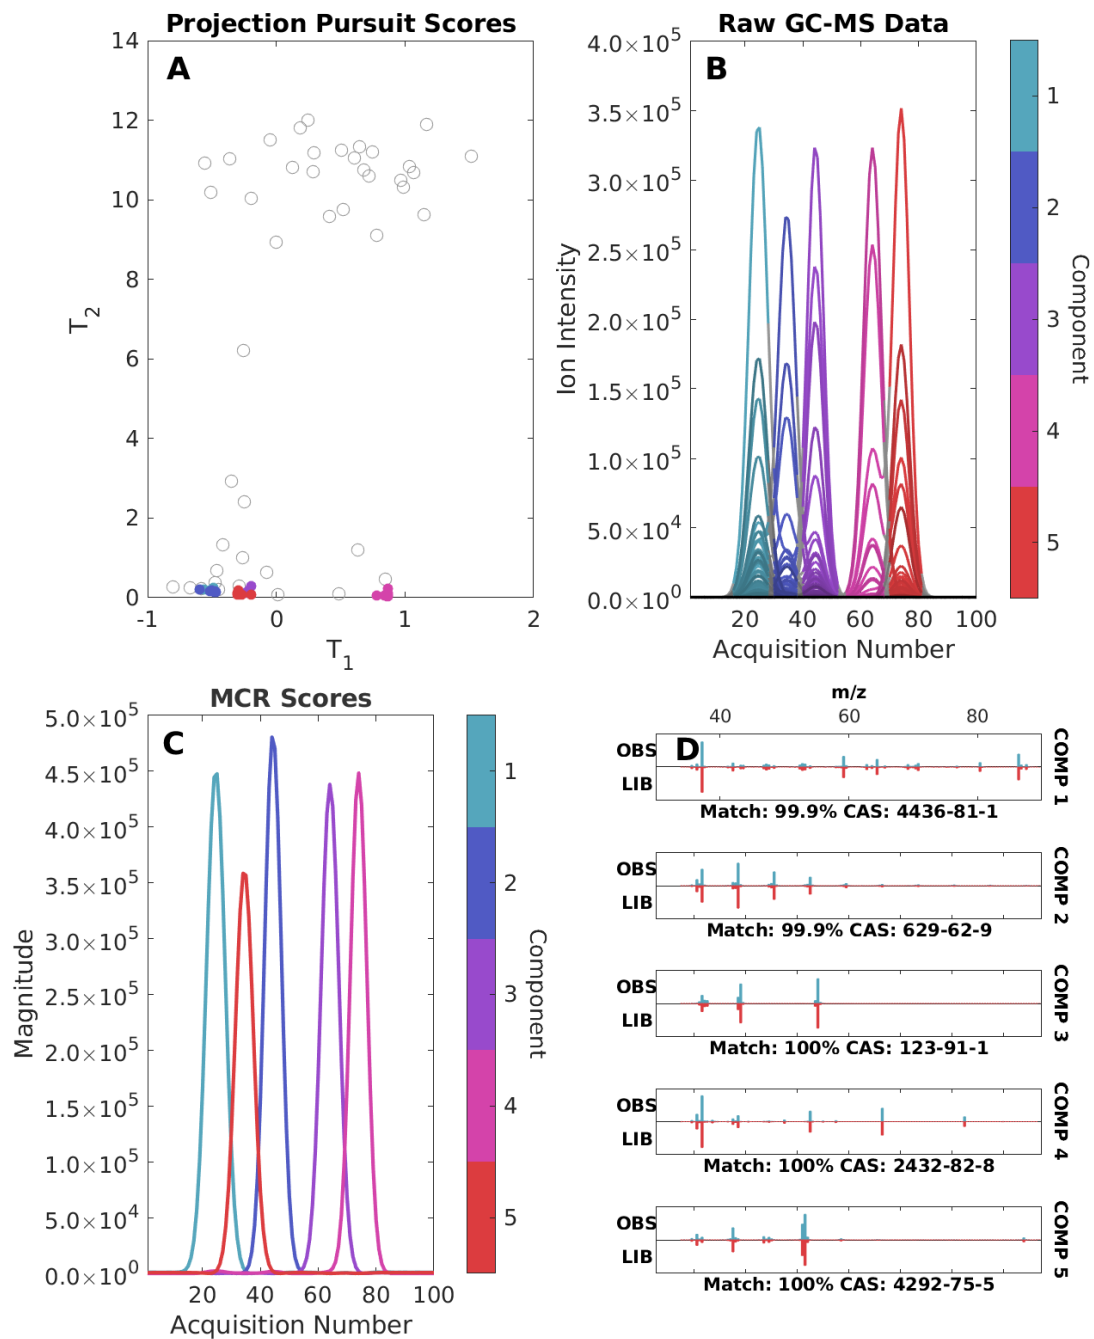 Projection Pursuit Scores
A
14
12
10
8
6
4
2
0
T2
-1 0 1 2
T1
Raw GC-MS Data
B
4.0×10^5
3.5×10^5
3.0×10^5
2.5×10^5
2.0×10^5
1.5×10^5
1.0×10^5
5.0×10^4
0.0×10^0
Ion Intensity
20 40 60 80 100
Acquisition Number
1
2
3
4
5
Component
MCR Scores
C
5.0×10^5
4.5×10^5
4.0×10^5
3.5×10^5
3.0×10^5
2.5×10^5
2.0×10^5
1.5×10^5
1.0×10^5
5.0×10^4
0.0×10^0
Magnitude
20 40 60 80 100
Acquisition Number
1
2
3
4
5
Component
m/z
40 60 80
D
OBS
LIB
COMP 1
Match: 99.9% CAS: 4436-81-1
OBS
LIB
COMP 2
Match: 99.9% CAS: 629-62-9
OBS
LIB
COMP 3
Match: 100% CAS: 123-91-1
OBS
LIB
COMP 4
Match: 100% CAS: 2432-82-8
OBS
LIB
COMP 5
Match: 100% CAS: 4292-75-5